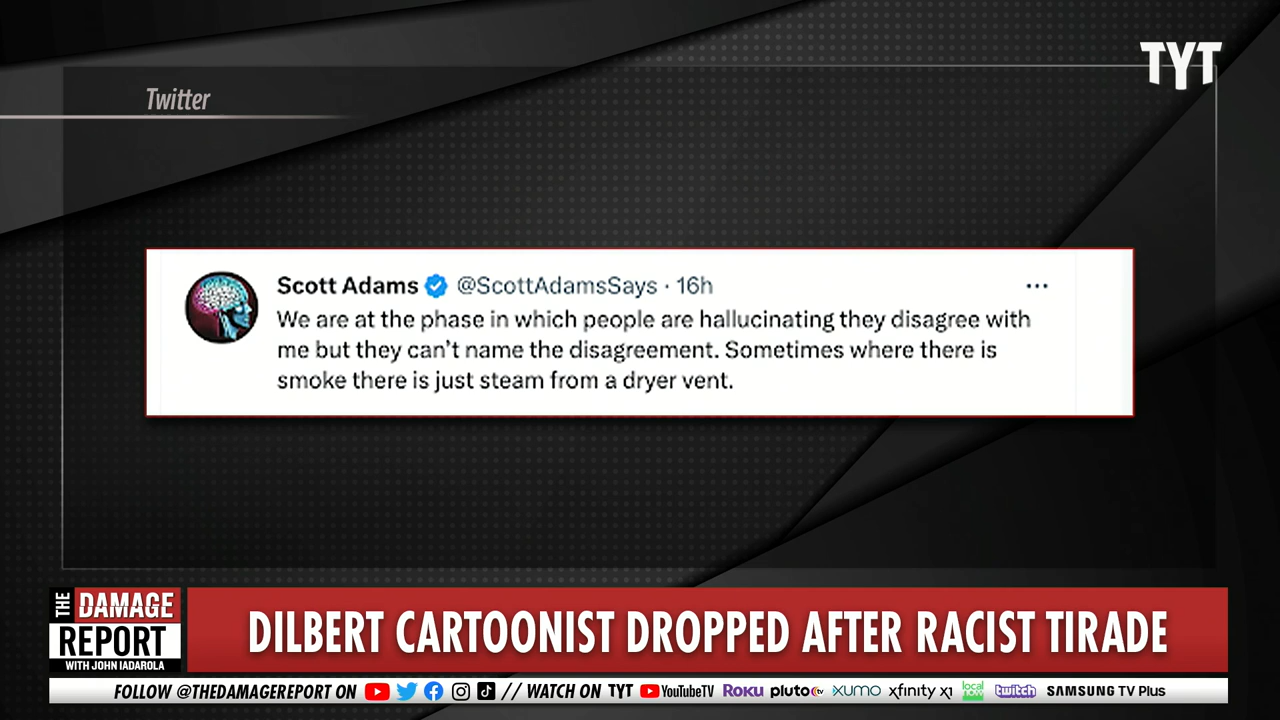 TYT
Twitter
Scott Adams @ScottAdamsSays · 16h ...
We are at the phase in which people are hallucinating they disagree with
me but they can't name the disagreement. Sometimes where there is
smoke there is just steam from a dryer vent.
THE DAMAGE
REPORT
WITH JOHN IADAROLA
DILBERT CARTOONIST DROPPED AFTER RACIST TIRADE
FOLLOW @THEDAMAGEREPORT ON // WATCH ON TYT YouTubeTV ROKU pluto tv XUMO xfinity X1 local now twitch SAMSUNG TV Plus